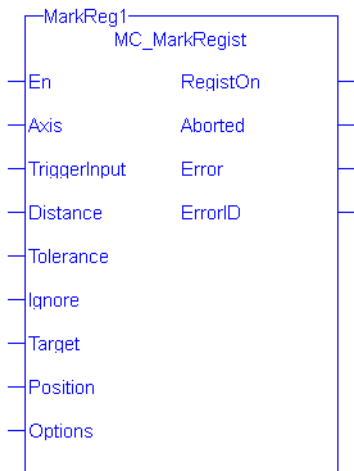 MarkReg1
MC_MarkRegist
En RegistOn
Axis Aborted
TriggerInput Error
Distance ErrorID
Tolerance
Ignore
Target
Position
Options